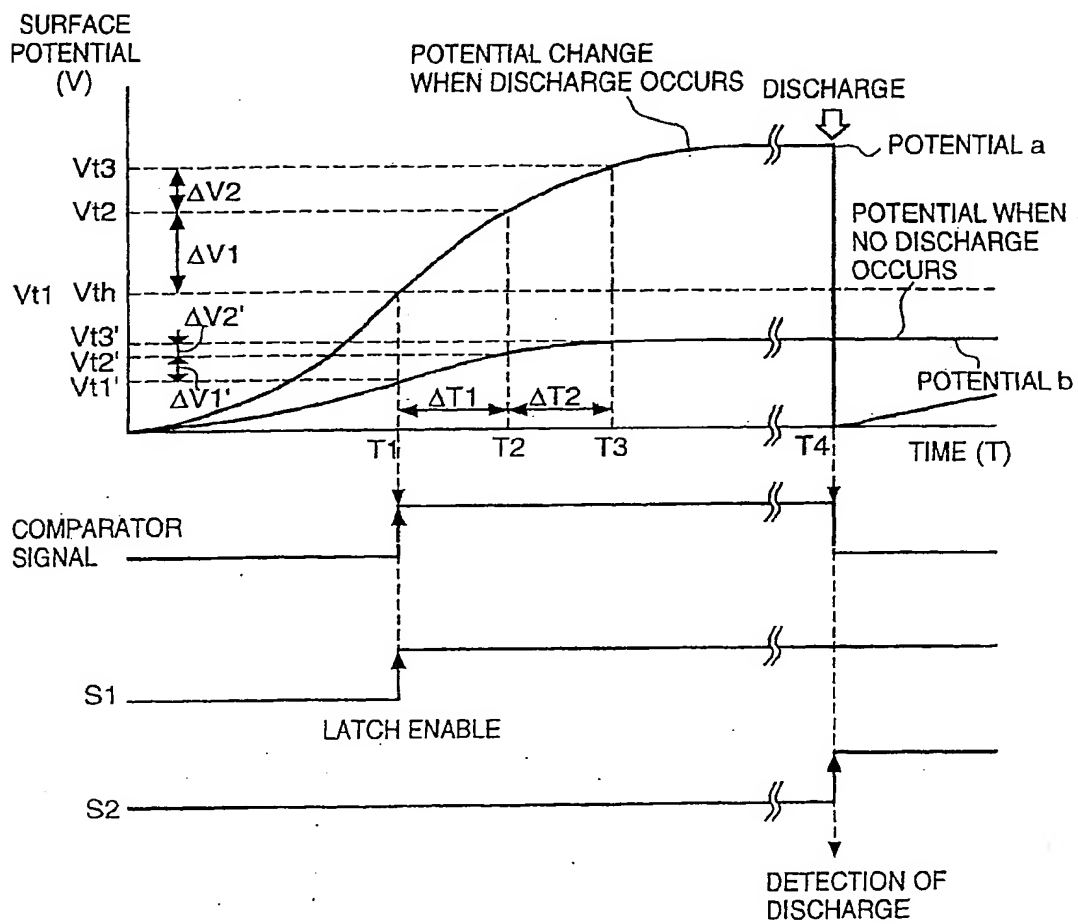 SURFACE
POTENTIAL
(V)
POTENTIAL CHANGE
WHEN DISCHARGE OCCURS
DISCHARGE
POTENTIAL a
Vt3
ΔV2
Vt2
ΔV1
POTENTIAL WHEN
NO DISCHARGE
OCCURS
Vt1 Vth
ΔV2'
Vt3'
Vt2'
Vt1'
ΔV1'
POTENTIAL b
ΔT1
ΔT2
T1
T2
T3
T4
TIME (T)
COMPARATOR
SIGNAL
S1
LATCH ENABLE
S2
DETECTION OF
DISCHARGE